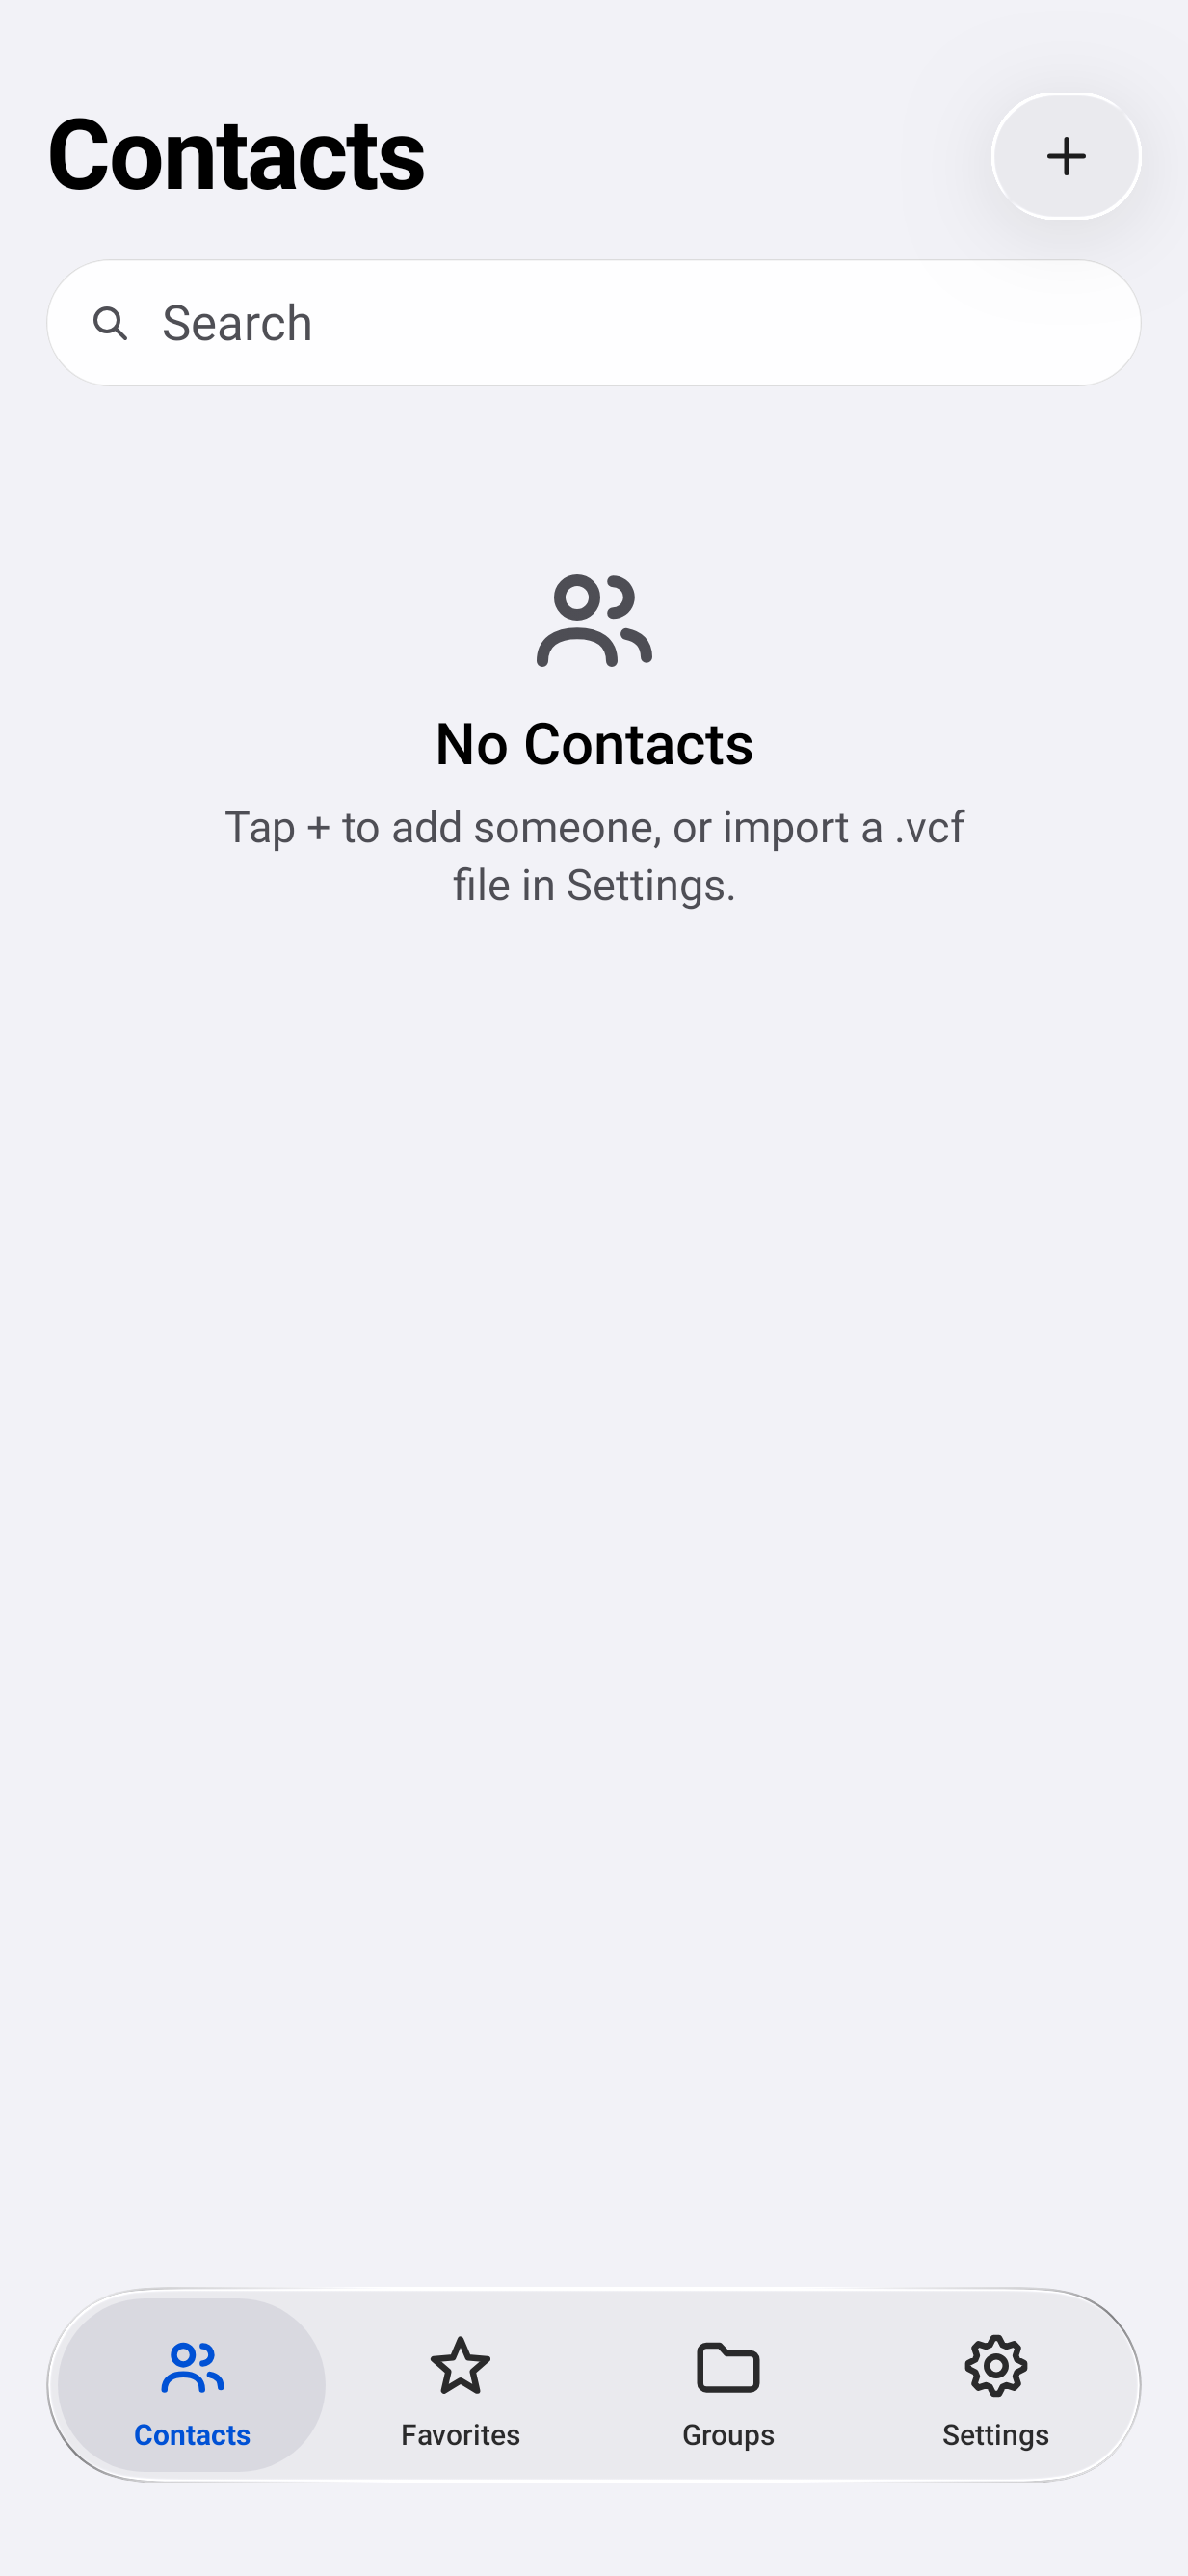 Contacts
Search
No Contacts
Tap + to add someone, or import a .vcf
file in Settings.
Contacts
Favorites
Groups
Settings